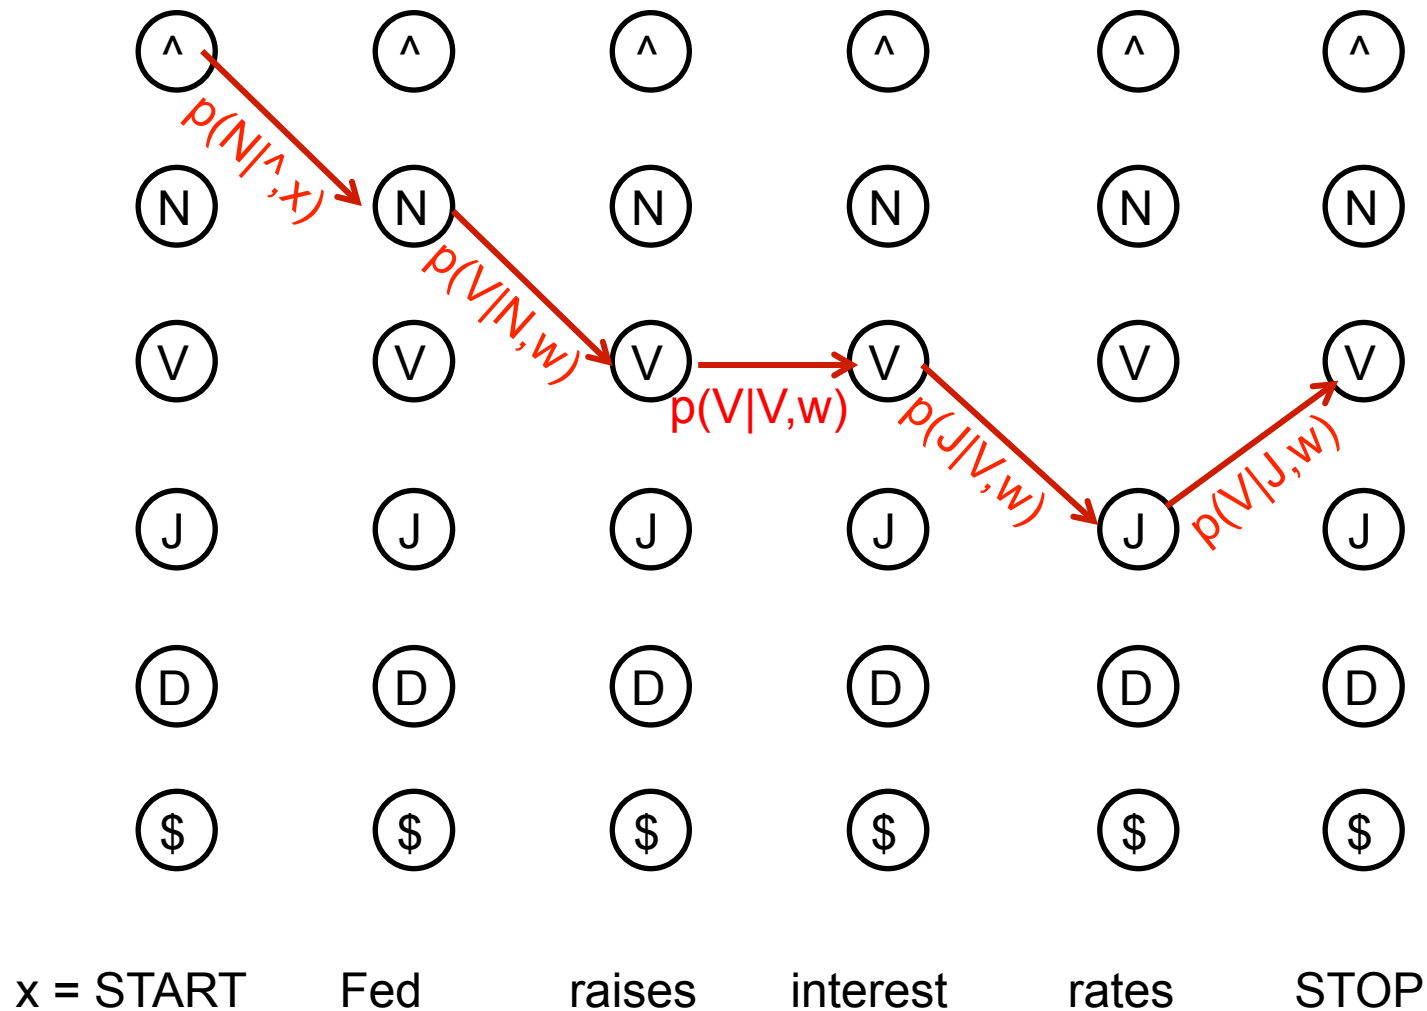 ^ ^ ^ ^ ^ ^
p(N|^,x)
N N N N N N
p(V|N,w)
V V V V V V
p(V|V,w)
p(J|V,w)
p(V|J,w)
J J J J J J
D D D D D D
$ $ $ $ $ $
x = START Fed raises interest rates STOP